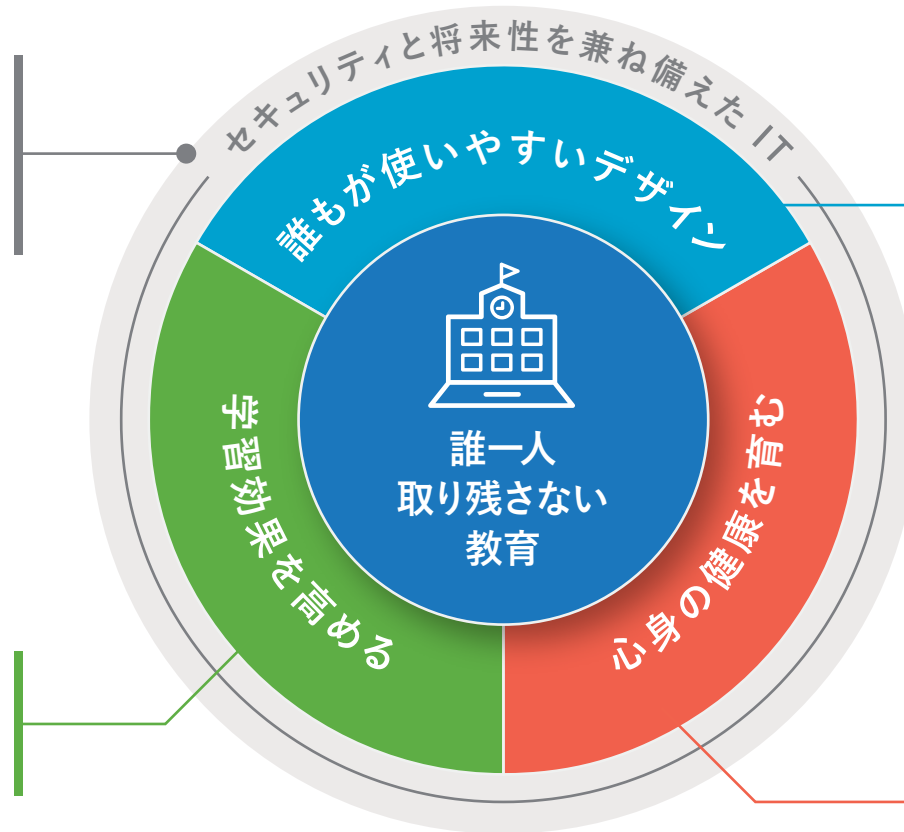 セキュリティと将来性を兼ね備えた IT
誰もが使いやすいデザイン
学習効果を高める
心身の健康を育む
誰一人
取り残さない
教育